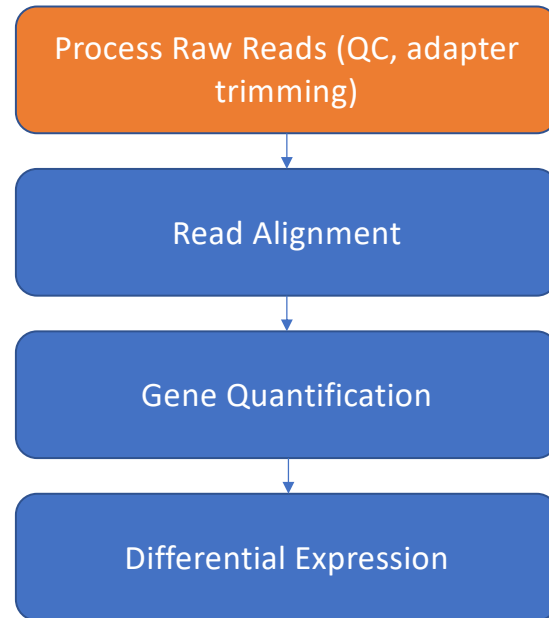 Process Raw Reads (QC, adapter
trimming)
Read Alignment
Gene Quantification
Differential Expression